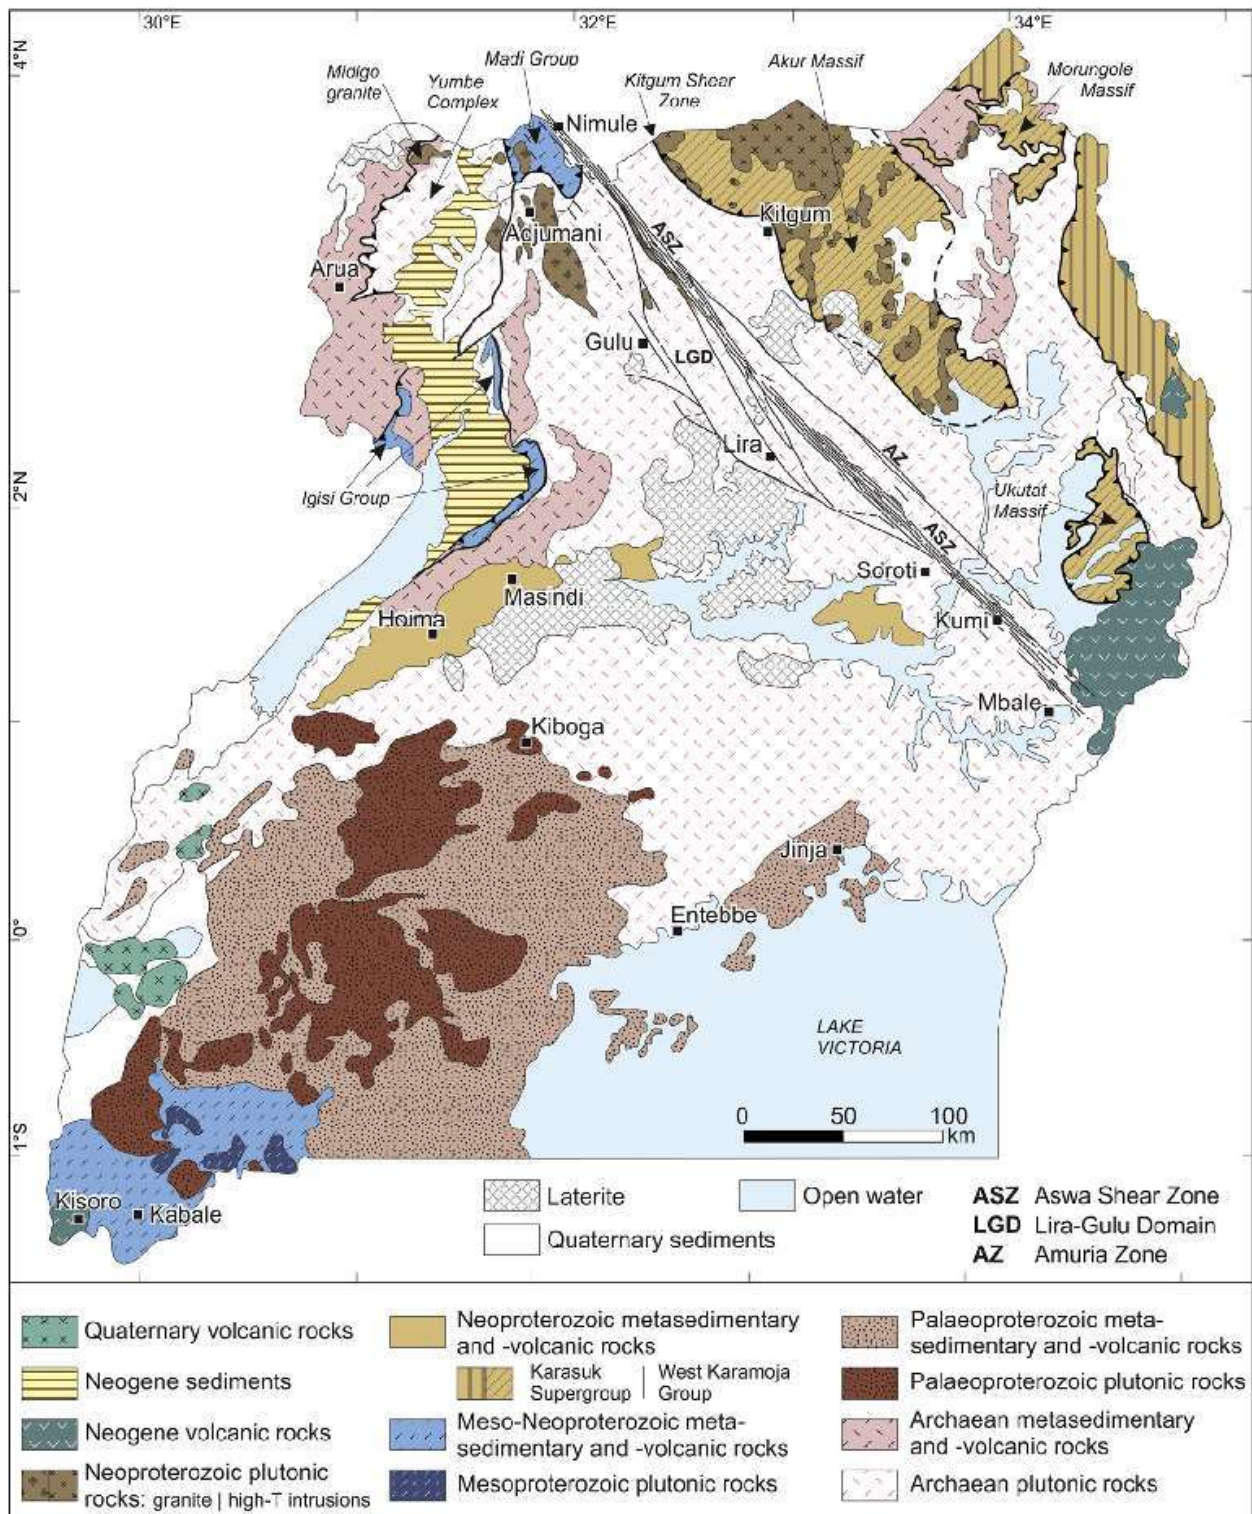 30°E
32°E
34°E
4°N
2°N
0°
1°S
Midigo
granite
Yumbe
Complex
Madi Group
Kitgum Shear
Zone
Akur Massif
Morungole
Massif
Nimule
Adjumani
ASZ
Kitgum
Arua
Gulu
LGD
Lira
AZ
Igisi Group
Ukutat
Massif
ASZ
Soroti
Masindi
Hoima
Kumi
Mbale
Kiboga
Jinja
Entebbe
LAKE
VICTORIA
0 50 100
km
Kisoro
Kabale
Laterite
Open water
Quaternary sediments
ASZ Aswa Shear Zone
LGD Lira-Gulu Domain
AZ Amuria Zone
Quaternary volcanic rocks
Neogene sediments
Neogene volcanic rocks
Neoproterozoic plutonic
rocks: granite | high-T intrusions
Neoproterozoic metasedimentary
and -volcanic rocks
Karasuk
Supergroup
West Karamoja
Group
Meso-Neoproterozoic meta-
sedimentary and -volcanic rocks
Mesoproterozoic plutonic rocks
Palaeoproterozoic meta-
sedimentary and -volcanic rocks
Palaeoproterozoic plutonic rocks
Archaean metasedimentary
and -volcanic rocks
Archaean plutonic rocks